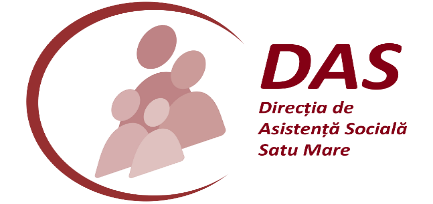 DAS
Direcția de
Asistență Socială
Satu Mare